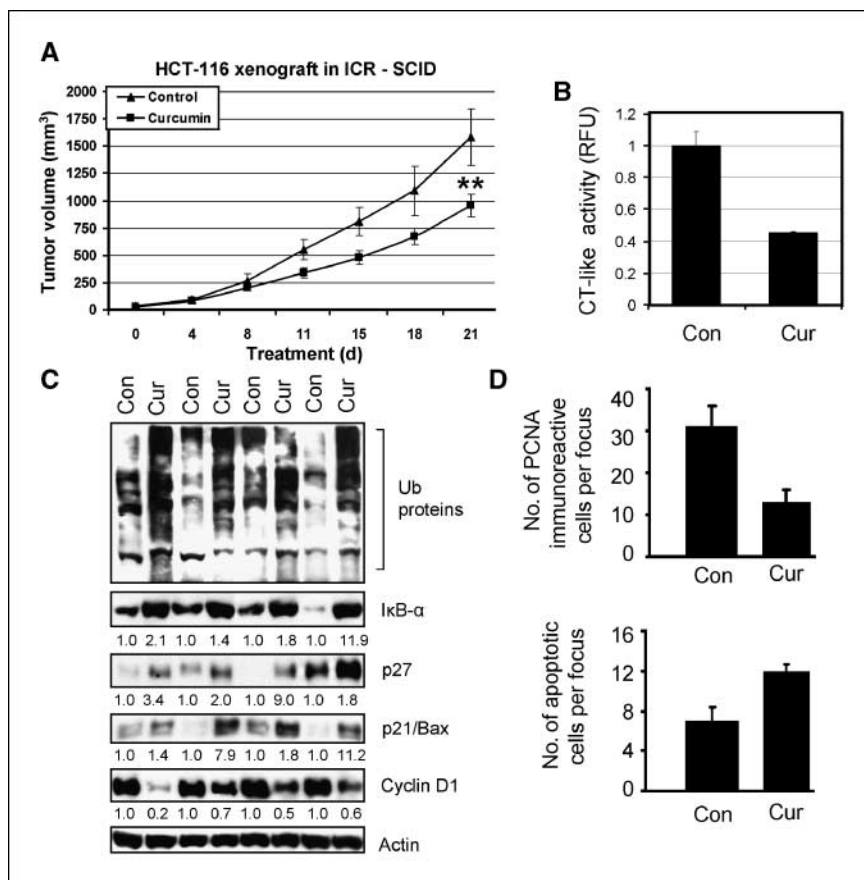 A
HCT-116 xenograft in ICR - SCID
Tumor volume (mm3)
2000
1750
1500
1250
1000
750
500
250
0
Control
Curcumin
**
0 4 8 11 15 18 21
Treatment (d)
B
CT-like activity (RFU)
1.2
1
0.8
0.6
0.4
0.2
0
Con Cur
C
Con Cur Con Cur Con Cur Con Cur
Ub
proteins
IκB-α
1.0 2.1 1.0 1.4 1.0 1.8 1.0 11.9
p27
1.0 3.4 1.0 2.0 1.0 9.0 1.0 1.8
p21/Bax
1.0 1.4 1.0 7.9 1.0 1.8 1.0 11.2
Cyclin D1
1.0 0.2 1.0 0.7 1.0 0.5 1.0 0.6
Actin
D
No. of PCNA
immunoreactive
cells per focus
40
30
20
10
0
Con Cur
No. of apoptotic
cells per focus
16
12
8
4
0
Con Cur